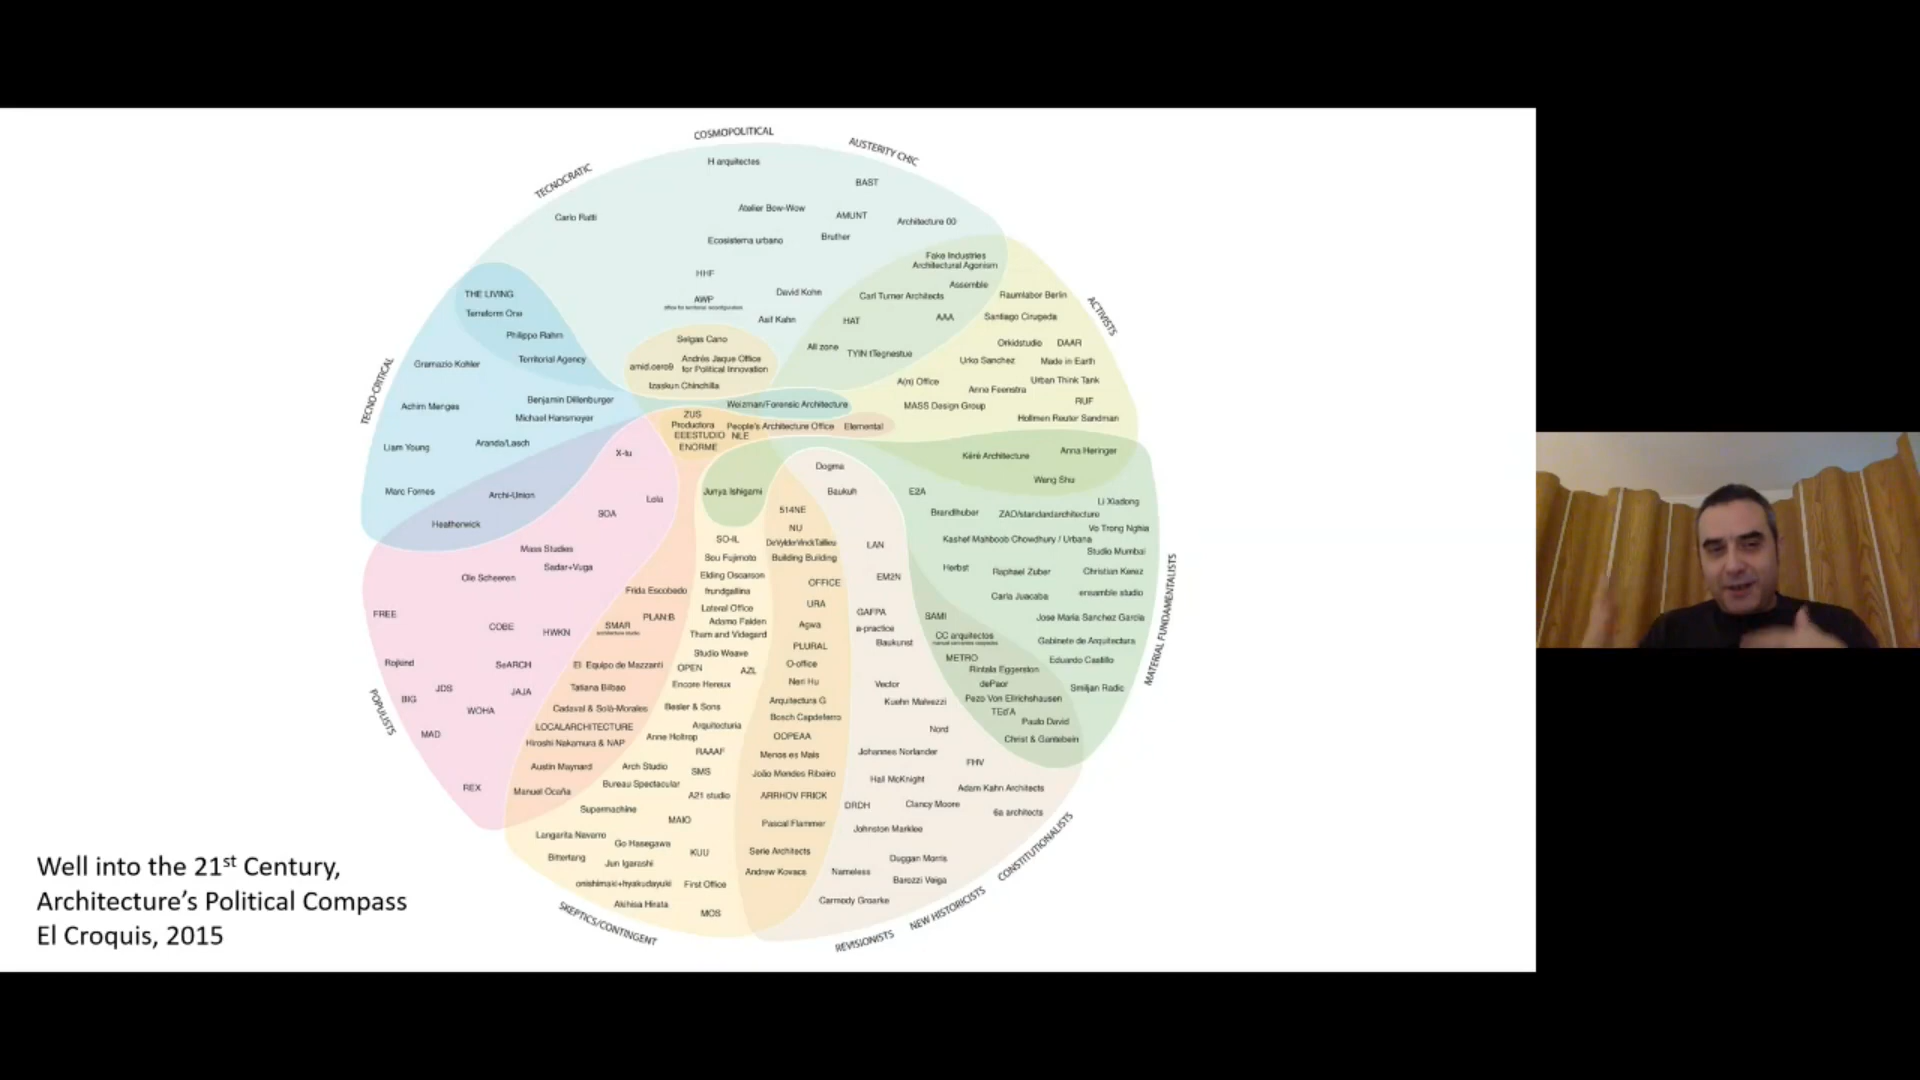 COSMOPOLITICAL
AUSTERITY CHIC
TECNOCRATIC
H arquitectes
BAST
Carlo Ratti
Atelier Bow-Wow
AMUNT
Architecture 00
Bruther
Ecosistema urbano
Fake Industries
Architectural Agonism
HHF
Assemble
THE LIVING
David Kohn
Carl Turner Architects
Raumlabor Berlin
AWP
ACTIVISTS
Terreform One
Asif Kahn
HAT
AAA
Santiago Cirugeda
Philippe Rahm
Selgas Cano
All zone
TYIN tTegnestue
Orkidstudio
DAAR
Gramazio Kohler
Territorial Agency
amid.cero9
Andrés Jaque Office
for Political Innovation
Urko Sanchez
Made in Earth
TECNO-CRITICAL
Izaskun Chinchilla
A(n) Office
Anna Feenstra
Urban Think Tank
Achim Menges
Benjamin Dillenburger
Weizman/Forensic Architecture
MASS Design Group
RUF
Michael Hansmeyer
ZUS
Productora
People's Architecture Office
Elemental
Hollmen Reuter Sandman
EEESTUDIO
NLE
ENORME
Liam Young
Aranda/Lasch
X-tu
Kéré Architecture
Anna Heringer
Dogma
Wang Shu
Marc Fornes
Archi-Union
Lola
Junya Ishigami
Baukuh
E2A
Li Xiadong
SOA
514NE
Brandlhuber
ZAO/standardarchitecture
Heatherwick
NU
Vo Trong Nghia
SO-IL
DeVylderVinckTaillieu
LAN
Kashef Mahboob Chowdhury / Urbana
Mass Studies
Sou Fujimoto
Building Building
Studio Mumbai
Sadar+Vuga
Elding Oscarson
EM2N
Herbst
Raphael Zuber
Christian Kerez
Ole Scheeren
OFFICE
Frida Escobedo
frundgallina
Carla Juacaba
ensamble studio
FREE
Lateral Office
URA
GAFPA
SAMI
Jose Maria Sanchez Garcia
COBE
HWKN
SMAR
PLAN:B
Adamo Faiden
Agwa
a-practice
Tham and Videgard
Baukunst
CC arquitectos
Gabinete de Arquitectura
MATERIAL FUNDAMENTALISTS
PLURAL
Studio Weave
METRO
Eduardo Castillo
Rojkind
SeARCH
El Equipo de Mazzanti
OPEN
AZL
O-office
Rintala Eggerston
JDS
JAJA
Tatiana Bilbao
Encore Hereux
Neri Hu
Vector
dePaor
Smiljan Radic
BIG
WOHA
Cadaval & Solà-Morales
Besler & Sons
Arquitectura G
Kuehn Malvezzi
Pezo Von Ellrichshausen
POPULISTS
TEd'A
Bosch Capdeferro
Paulo David
LOCALARCHITECTURE
Arquitecturia
MAD
Hiroshi Nakamura & NAP
Anne Holtrop
OOPEAA
Nord
Christ & Gantebein
RAAAF
Menos es Mais
Johannes Norlander
Austin Maynard
Arch Studio
SMS
João Mendes Ribeiro
FHV
REX
Manuel Ocaña
Bureau Spectacular
A21 studio
ARRHOV FRICK
Hall McKnight
Adam Kahn Architects
Supermachine
DRDH
Clancy Moore
6a architects
MAIO
Pascal Flammer
Johnston Marklee
Langarita Navarro
Go Hasegawa
KUU
Serie Architects
Duggan Morris
CONSTITUTIONALISTS
Bittertang
Jun Igarashi
Andrew Kovacs
Nameless
Barozzi Veiga
onishimaki+hyakudayuki
First Office
Akihisa Hirata
MOS
Carmody Groarke
NEW HISTORICISTS
SKEPTICS/CONTINGENT
REVISIONISTS
Well into the 21st Century,
Architecture's Political Compass
El Croquis, 2015